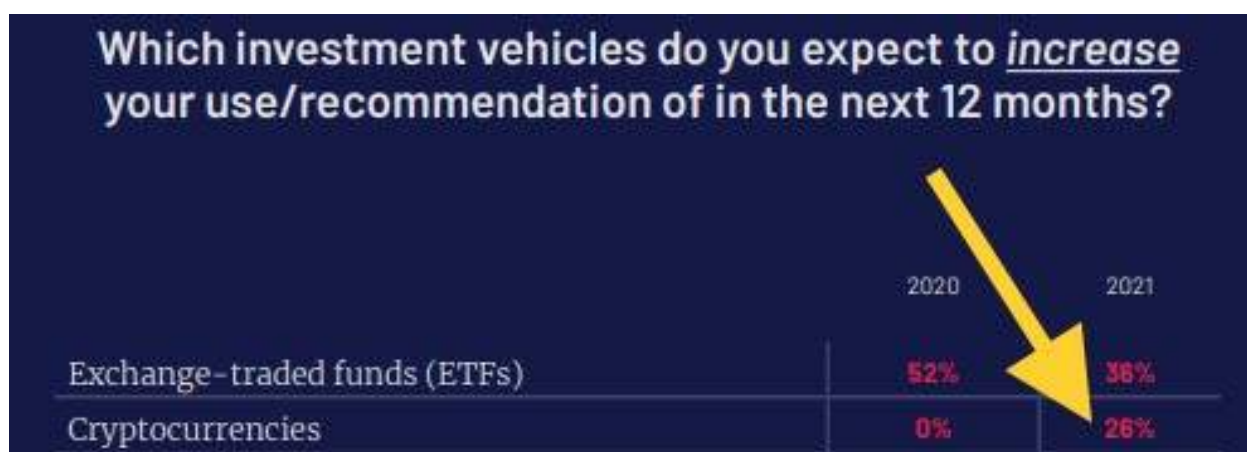 Which investment vehicles do you expect to increase
your use/recommendation of in the next 12 months?
2020 2021
Exchange-traded funds (ETFs) 52% 36%
Cryptocurrencies 0% 26%